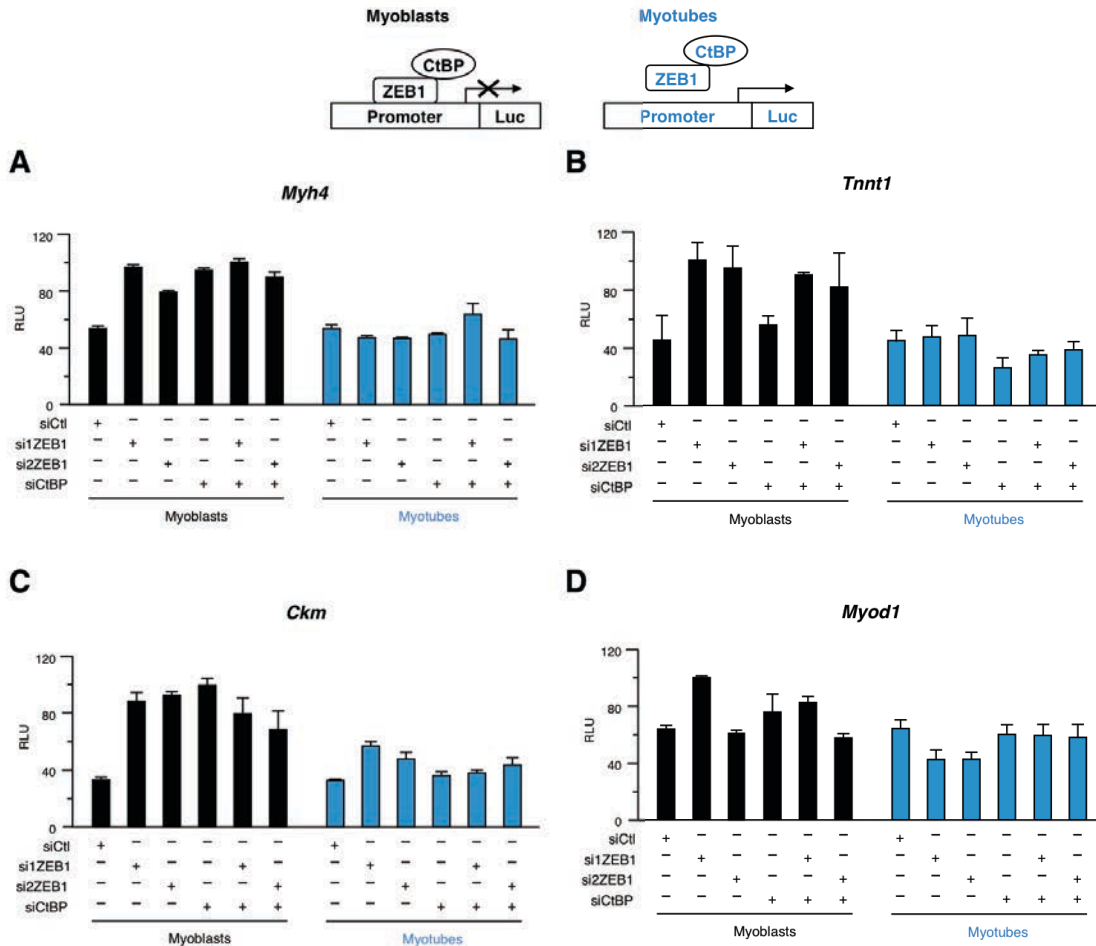 Myoblasts Myotubes
CtBP CtBP
ZEB1 ZEB1
Promoter Luc Promoter Luc
A
Myh4
120
80
40
0
RLU
siCtl + − − − − − + − − − − −
si1ZEB1 − + − − + − − + − − + −
si2ZEB1 − − + − − + − − + − − +
siCtBP − − − + + + − − − + + +
Myoblasts Myotubes
B
Tnnt1
120
80
40
0
RLU
siCtl + − − − − − + − − − − −
si1ZEB1 − + − − + − − + − − + −
si2ZEB1 − − + − − + − − + − − +
siCtBP − − − + + + − − − + + +
Myoblasts Myotubes
C
Ckm
120
80
40
0
RLU
siCtl + − − − − − + − − − − −
si1ZEB1 − + − − + − − + − − + −
si2ZEB1 − − + − − + − − + − − +
siCtBP − − − + + + − − − + + +
Myoblasts Myotubes
D
Myod1
120
80
40
0
RLU
siCtl + − − − − − + − − − − −
si1ZEB1 − + − − + − − + − − + −
si2ZEB1 − − + − − + − − + − − +
siCtBP − − − + + + − − − + + +
Myoblasts Myotubes